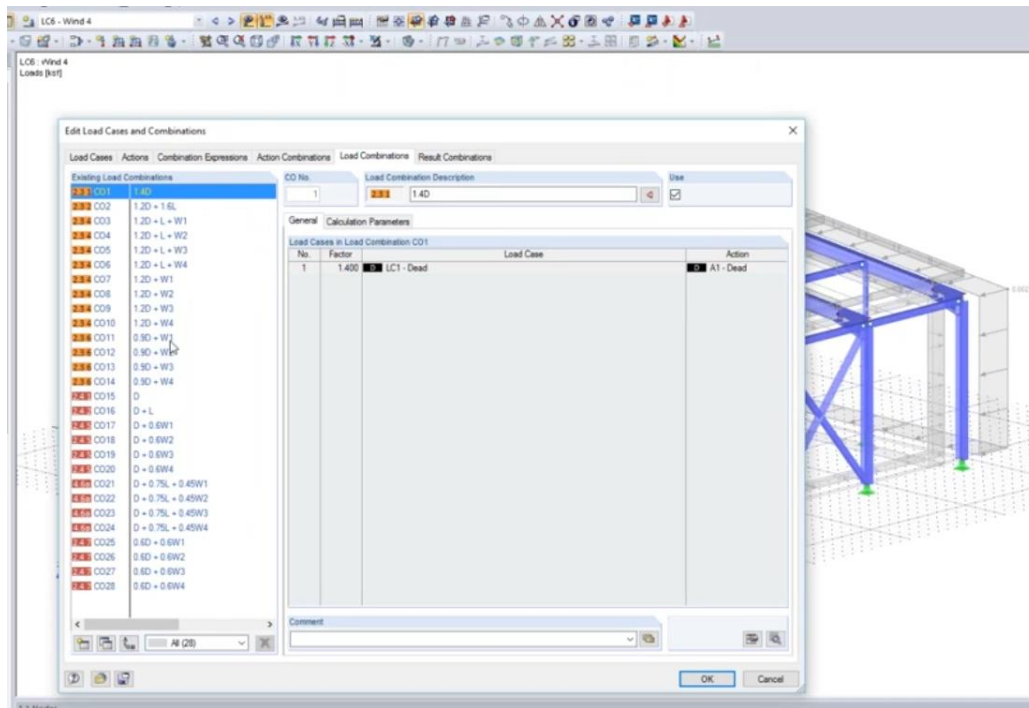 LC6 - Wind 4
LC6 : Wind 4
Loads [ksf]
Edit Load Cases and Combinations
Load Cases Actions Combination Expressions Action Combinations Load Combinations Result Combinations
Existing Load Combinations
CO1 1.4D
CO2 1.2D + 1.6L
CO3 1.2D + L + W1
CO4 1.2D + L + W2
CO5 1.2D + L + W3
CO6 1.2D + L + W4
CO7 1.2D + W1
CO8 1.2D + W2
CO9 1.2D + W3
CO10 1.2D + W4
CO11 0.9D + W1
CO12 0.9D +
CO13 0.9D + W3
CO14 0.9D + W4
CO15 D
CO16 D + L
CO17 D + 0.6W1
CO18 D + 0.6W2
CO19 D + 0.6W3
CO20 D + 0.6W4
CO21 D + 0.75L + 0.45W1
CO22 D + 0.75L + 0.45W2
CO23 D + 0.75L + 0.45W3
CO24 D + 0.75L + 0.45W4
CO25 0.6D + 0.6W1
CO26 0.6D + 0.6W2
CO27 0.6D + 0.6W3
CO28 0.6D + 0.6W4
All (28)
CO No.
1
Load Combination Description
1.4D
Use
General Calculation Parameters
Load Cases in Load Combination CO1
No. Factor Load Case Action
1 1.400 D LC1 - Dead D A1 - Dead
Comment
OK Cancel